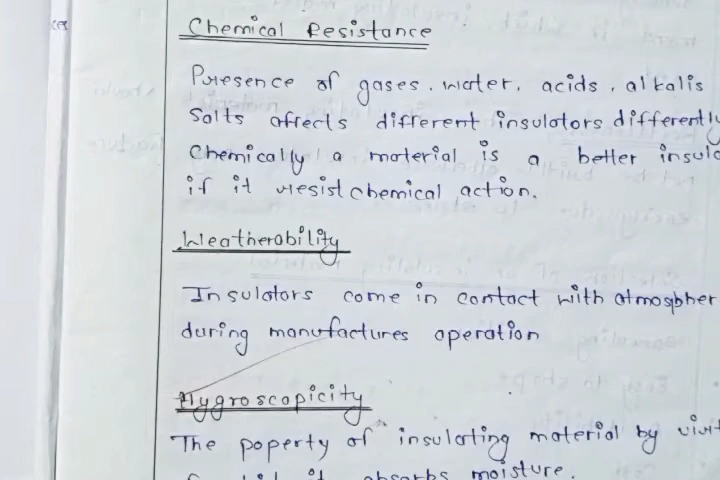 Chemical Resistance
Presence of gases, water, acids, alkalis
Salts affects different insulators differently
Chemically a material is a better insul
if it resist chemical action.
Weatherability
Insulators come in contact with atmospher
during manufactures operation
Hygroscopicity
The poperty of insulating material by
absorbs moisture.